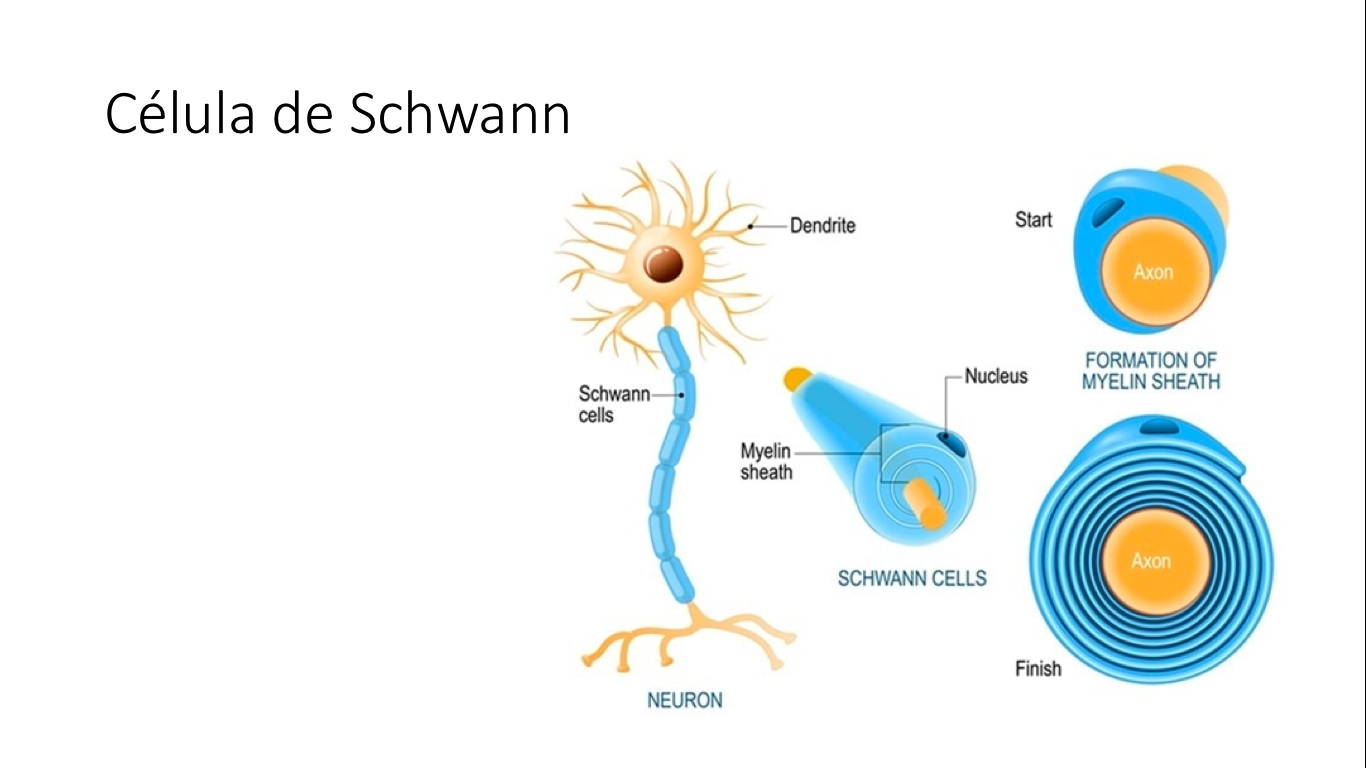 Célula de Schwann
Dendrite
Schwann
cells
NEURON
Nucleus
Myelin
sheath
SCHWANN CELLS
Start
Axon
FORMATION OF
MYELIN SHEATH
Axon
Finish